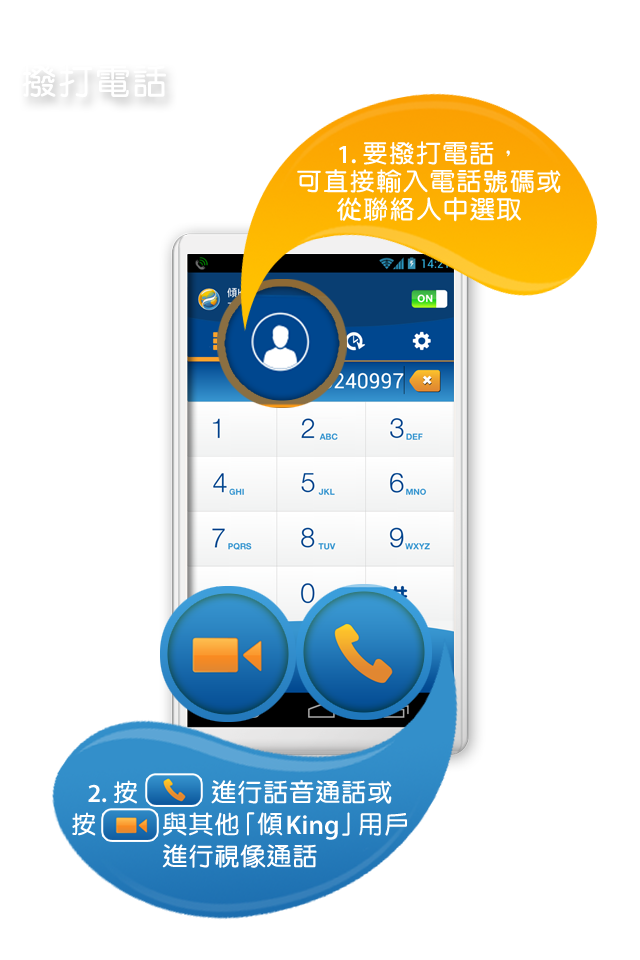 撥打電話
1. 要撥打電話，
可直接輸入電話號碼或
從聯絡人中選取
14:2
傾
ON
240997
1
2 ABC
3 DEF
4 GHI
5 JKL
6 MNO
7 PQRS
8 TUV
9 WXYZ
0
#
2. 按 進行話音通話或
按 與其他「傾King」用戶
進行視像通話